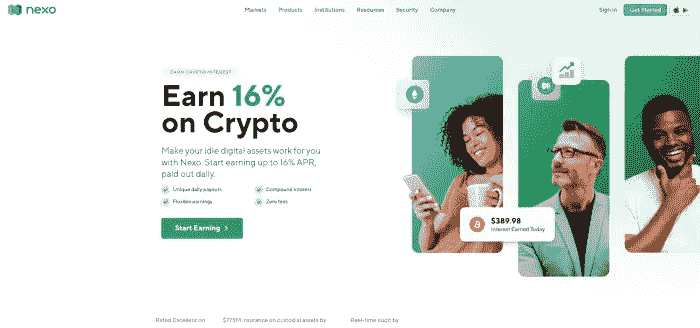 nexo
Markets Products Institutions Resources Security Company
Sign in Get Started
EARN CRYPTO INTEREST
Earn 16%
on Crypto
Make your idle digital assets work for you
with Nexo. Start earning up to 16% APR,
paid out daily.
Unique daily payouts Compound interest
Flexible earnings Zero fees
Start Earning
$389.98
Interest Earned Today
Rated Excellent on $775M insurance on custodial assets by Real-time audit by